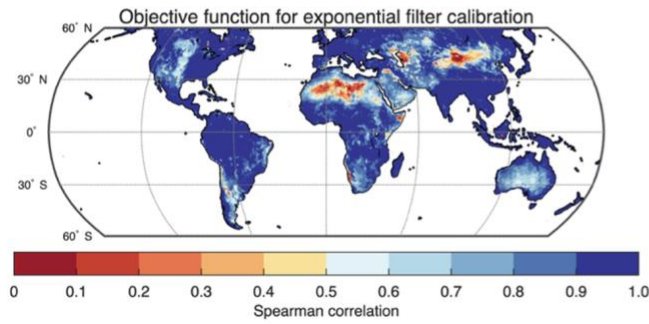 Objective function for exponential filter calibration
60° N
30° N
0°
30° S
60° S
0 0.1 0.2 0.3 0.4 0.5 0.6 0.7 0.8 0.9 1.0
Spearman correlation